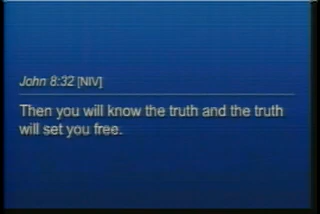 John 8:32 [NIV]
Then you will know the truth and the truth
will set you free.